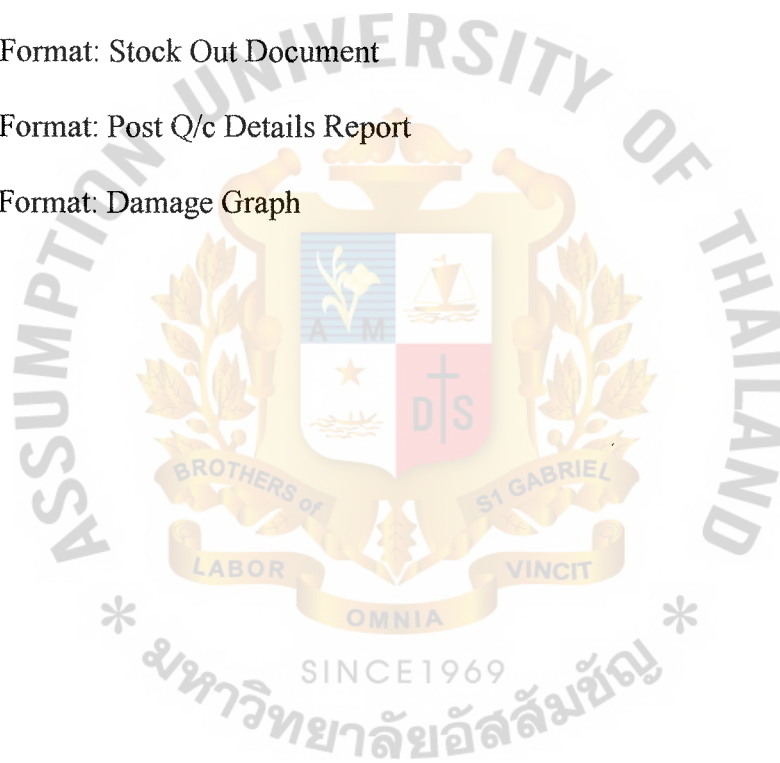 Format: Stock Out Document
Format: Post Q/c Details Report
Format: Damage Graph
ASSUMPTION UNIVERSITY OF THAILAND
A M
D S
BROTHERS of
S1 GABRIEL
LABOR
VINCIT
OMNIA
* *
SINCE1969
มหาวิทยาลัยอัสสัมชัญ